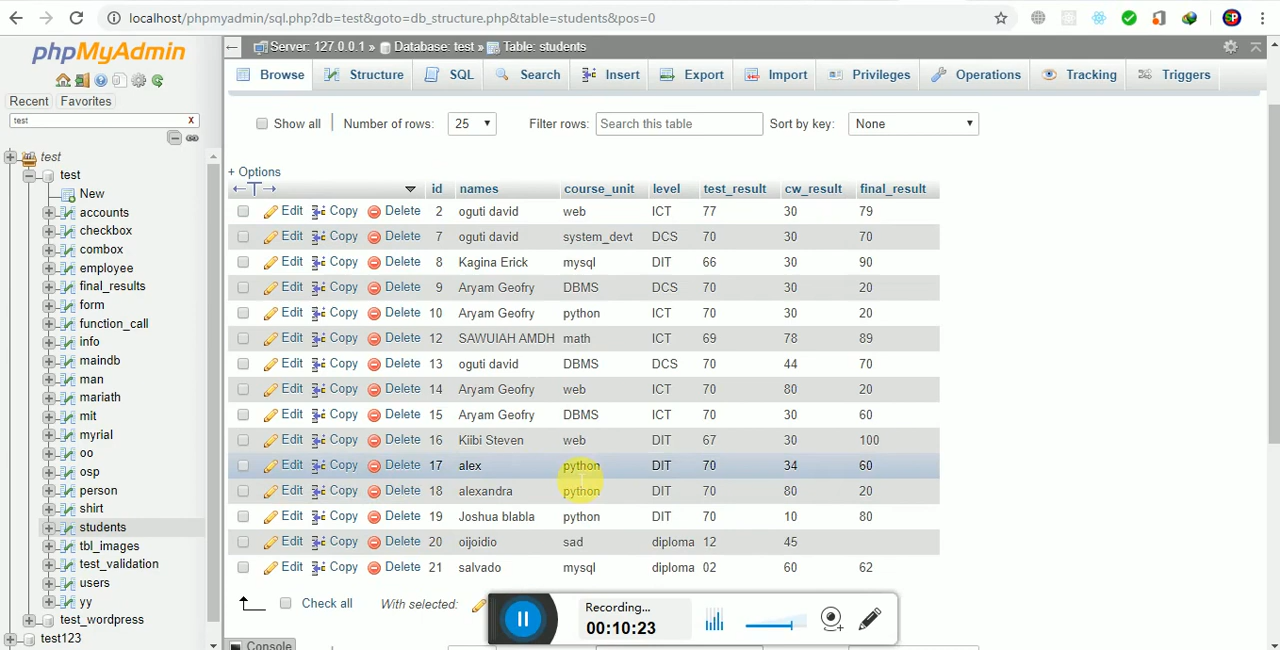 localhost/phpmyadmin/sql.php?db=test&goto=db_structure.php&table=students&pos=0
SP
phpMyAdmin
Server: 127.0.0.1 » Database: test » Table: students
Browse Structure SQL Search Insert Export Import Privileges Operations Tracking Triggers
Recent Favorites
test X
Show all Number of rows: 25 Filter rows: Search this table Sort by key: None
test
test
New
accounts
checkbox
combox
employee
final_results
form
function_call
info
maindb
man
mariath
mit
myrial
oo
osp
person
shirt
students
tbl_images
test_validation
users
yy
test_wordpress
test123
+ Options
id names course_unit level test_result cw_result final_result
Edit Copy Delete 2 oguti david web ICT 77 30 79
Edit Copy Delete 7 oguti david system_devt DCS 70 30 70
Edit Copy Delete 8 Kagina Erick mysql DIT 66 30 90
Edit Copy Delete 9 Aryam Geofry DBMS DCS 70 30 20
Edit Copy Delete 10 Aryam Geofry python ICT 70 30 20
Edit Copy Delete 12 SAWUIAH AMDH math ICT 69 78 89
Edit Copy Delete 13 oguti david DBMS DCS 70 44 70
Edit Copy Delete 14 Aryam Geofry web ICT 70 80 20
Edit Copy Delete 15 Aryam Geofry DBMS ICT 70 30 60
Edit Copy Delete 16 Kiibi Steven web DIT 67 30 100
Edit Copy Delete 17 alex python DIT 70 34 60
Edit Copy Delete 18 alexandra python DIT 70 80 20
Edit Copy Delete 19 Joshua blabla python DIT 70 10 80
Edit Copy Delete 20 oijoidio sad diploma 12 45
Edit Copy Delete 21 salvado mysql diploma 02 60 62
Check all With selected:
Recording...
00:10:23
Console